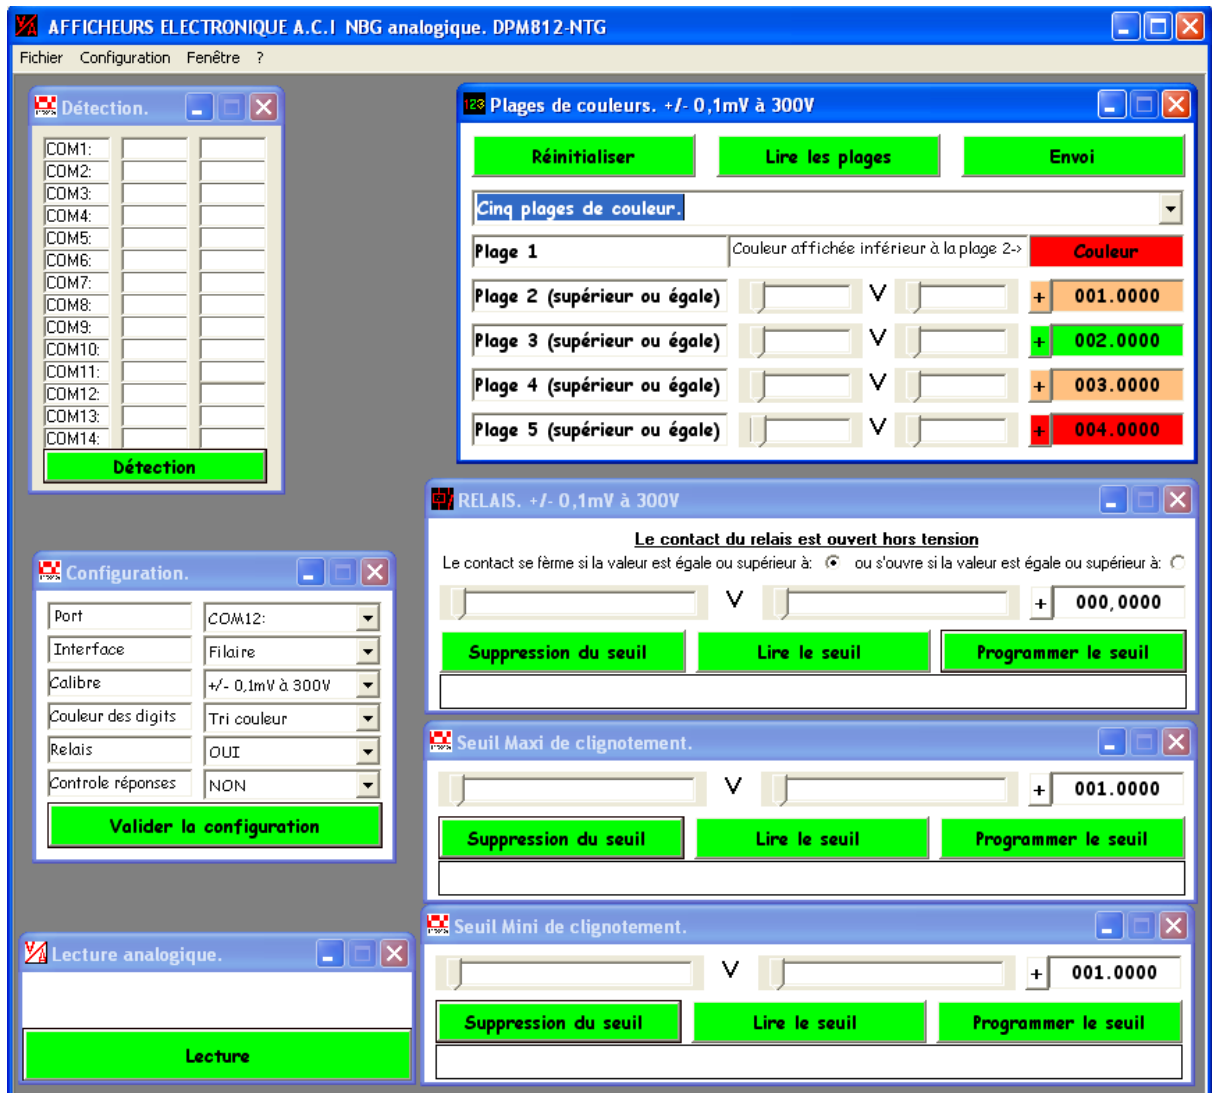 AFFICHEURS ELECTRONIQUE A.C.I NBG analogique. DPM812-NTG
Fichier Configuration Fenêtre ?
Détection.
COM1:
COM2:
COM3:
COM4:
COM5:
COM6:
COM7:
COM8:
COM9:
COM10:
COM11:
COM12:
COM13:
COM14:
Détection
123 Plages de couleurs. +/- 0,1mV à 300V
Réinitialiser Lire les plages Envoi
Cinq plages de couleur.
Plage 1 Couleur affichée inférieur à la plage 2-> Couleur
Plage 2 (supérieur ou égale) V + 001.0000
Plage 3 (supérieur ou égale) V + 002.0000
Plage 4 (supérieur ou égale) V + 003.0000
Plage 5 (supérieur ou égale) V + 004.0000
RELAIS. +/- 0,1mV à 300V
Le contact du relais est ouvert hors tension
Le contact se fèrme si la valeur est égale ou supérieur à: ou s'ouvre si la valeur est égale ou supérieur à:
V + 000,0000
Suppression du seuil Lire le seuil Programmer le seuil
Configuration.
Port COM12:
Interface Filaire
Calibre +/- 0,1mV à 300V
Couleur des digits Tri couleur
Relais OUI
Controle réponses NON
Valider la configuration
Seuil Maxi de clignotement.
V + 001.0000
Suppression du seuil Lire le seuil Programmer le seuil
Seuil Mini de clignotement.
V + 001.0000
Suppression du seuil Lire le seuil Programmer le seuil
Lecture analogique.
Lecture